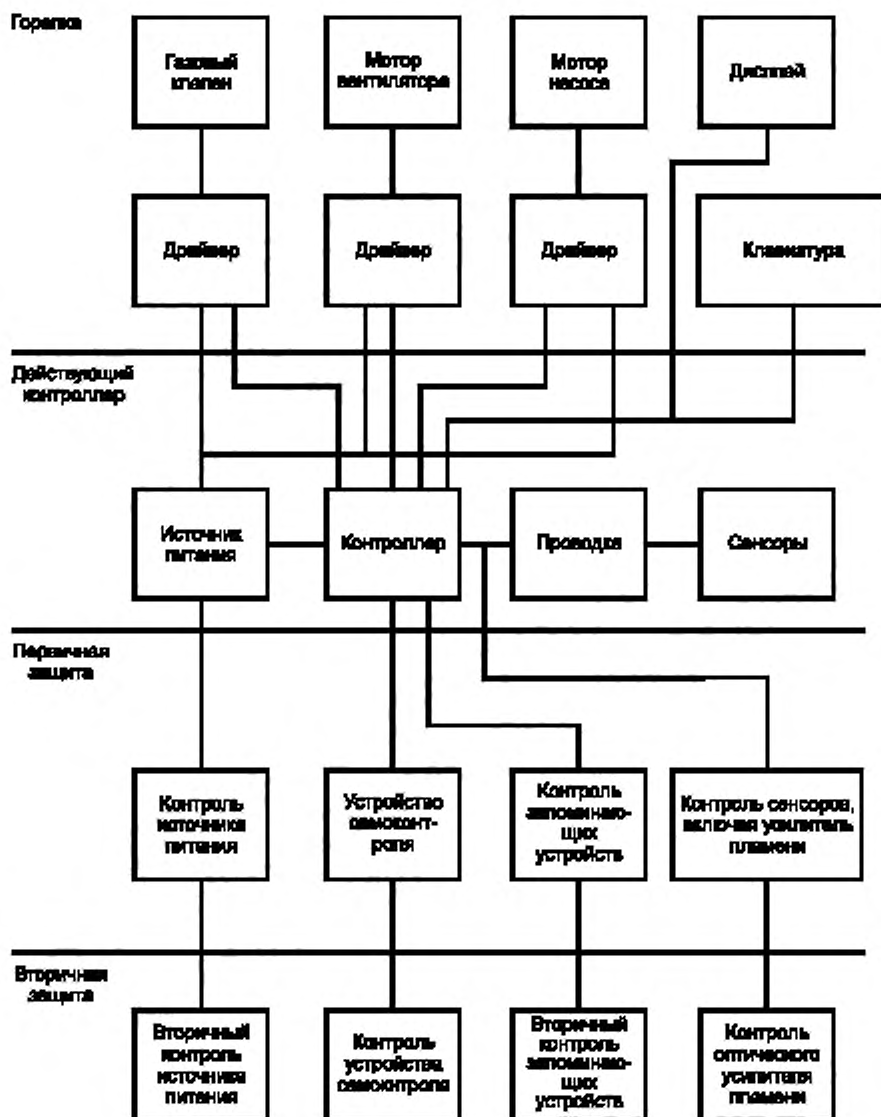 Горелка
Газовый
клапан
Мотор
вентилятора
Мотор
насоса
Дисплей
Драйвер
Драйвер
Драйвер
Клавиатура
Действующий
контроллер
Источник
питания
Контроллер
Проводка
Сенсоры
Первичная
защита
Контроль
источника
питания
Устройство
самоконт-
роля
Контроль
запоминаю-
щих
устройств
Контроль сенсоров,
включая усилитель
пламени
Вторичная
защита
Вторичный
контроль
источника
питания
Контроль
устройства
самоконтроля
Вторичный
контроль
запоминаю-
щих
устройств
Контроль
оптического
усилителя
пламени